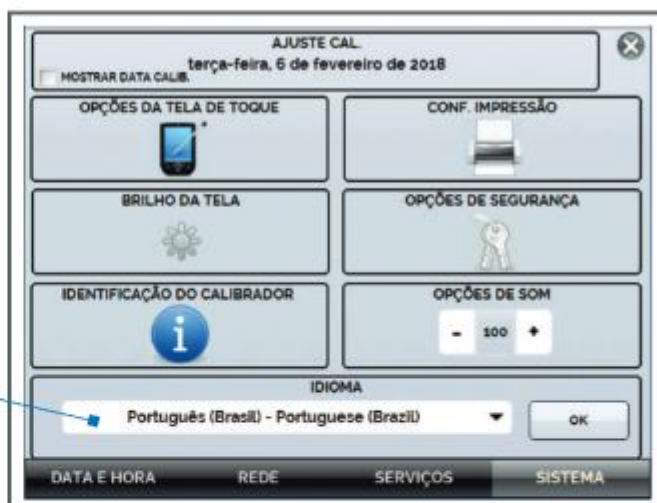 AJUSTE CAL.
terça-feira, 6 de fevereiro de 2018
MOSTRAR DATA CALIB.
OPÇÕES DA TELA DE TOQUE
CONF. IMPRESSÃO
BRILHO DA TELA
OPÇÕES DE SEGURANÇA
IDENTIFICAÇÃO DO CALIBRADOR
OPÇÕES DE SOM
- 100 +
IDIOMA
Português (Brasil) - Portuguese (Brazil)
OK
DATA E HORA REDE SERVIÇOS SISTEMA